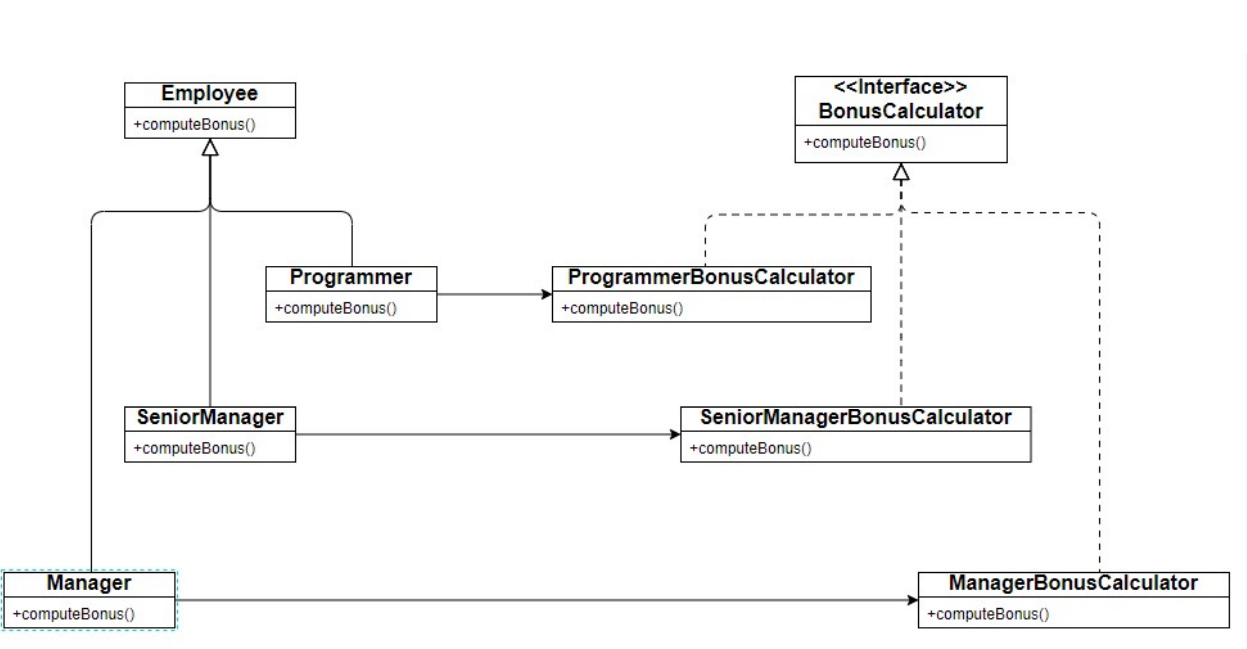 Employee
+computeBonus()
<<Interface>>
BonusCalculator
+computeBonus()
Programmer
+computeBonus()
ProgrammerBonusCalculator
+computeBonus()
SeniorManager
+computeBonus()
SeniorManagerBonusCalculator
+computeBonus()
Manager
+computeBonus()
ManagerBonusCalculator
+computeBonus()